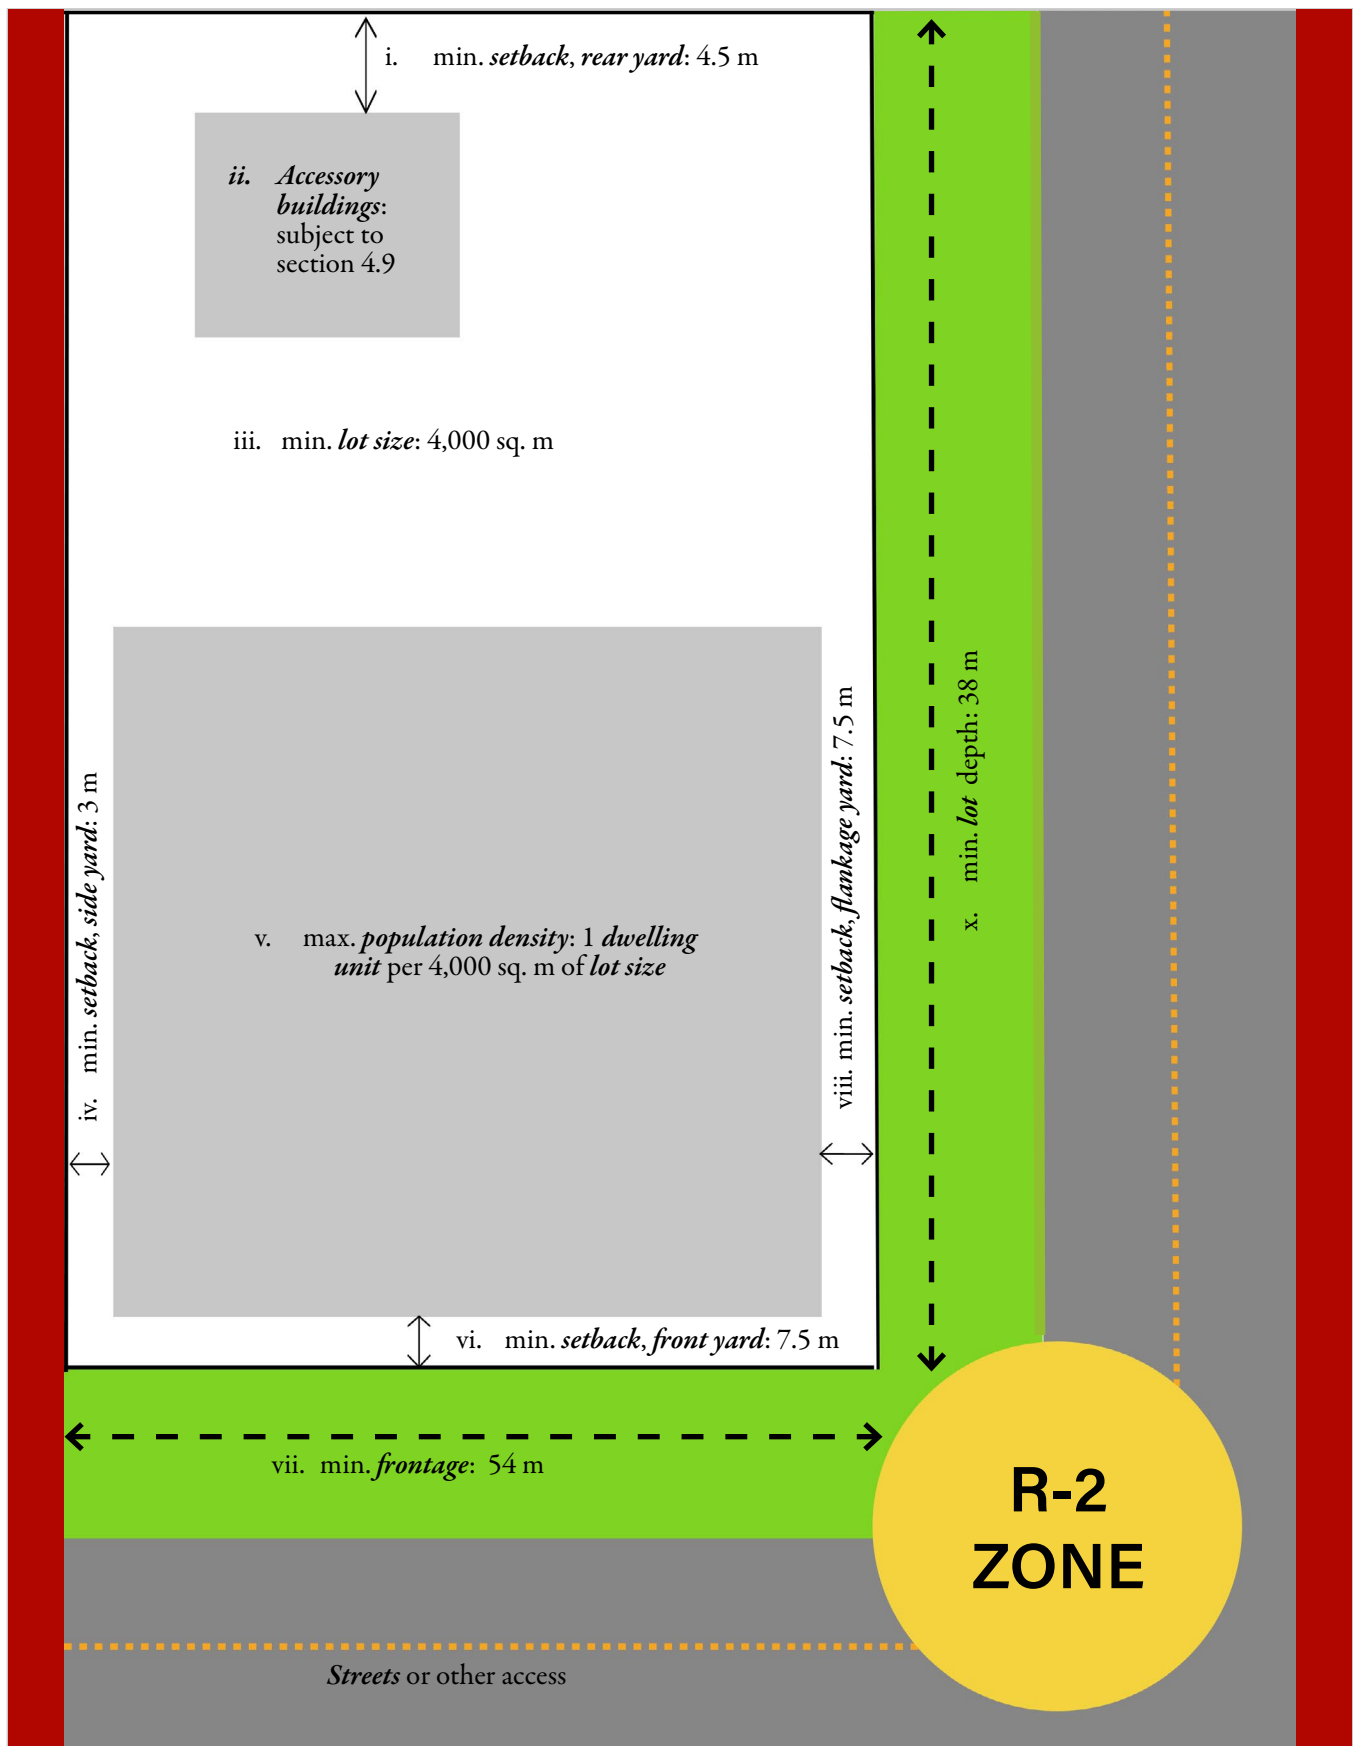 i. min. setback, rear yard: 4.5 m
ii. Accessory
buildings:
subject to
section 4.9
iii. min. lot size: 4,000 sq. m
iv. min. setback, side yard: 3 m
v. max. population density: 1 dwelling
unit per 4,000 sq. m of lot size
viii. min. setback, flankage yard: 7.5 m
x. min. lot depth: 38 m
vi. min. setback, front yard: 7.5 m
vii. min. frontage: 54 m
R-2
ZONE
Streets or other access